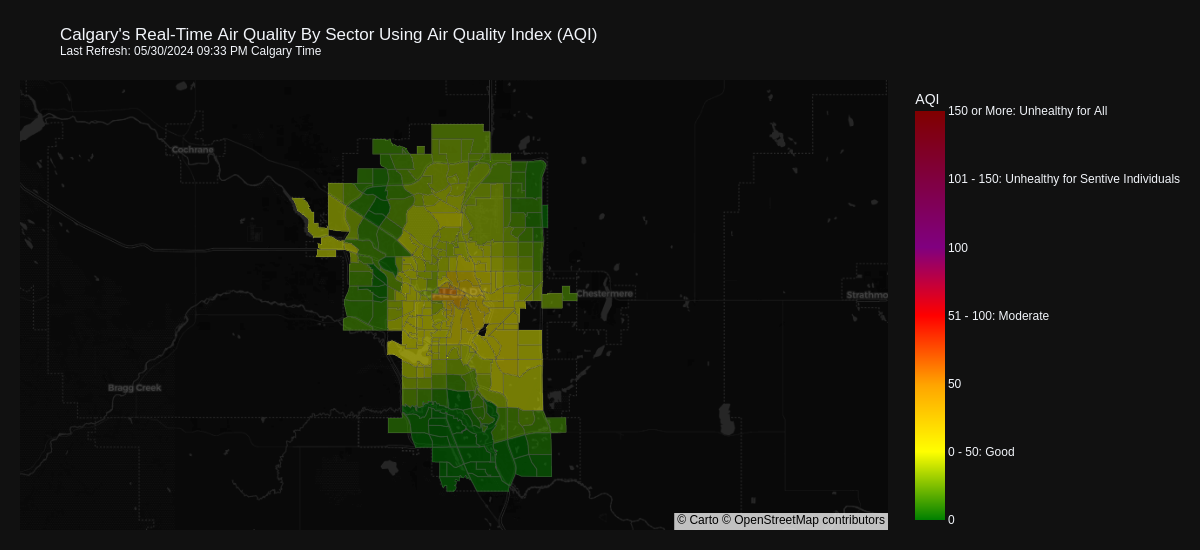 Calgary's Real-Time Air Quality By Sector Using Air Quality Index (AQI)
Last Refresh: 05/30/2024 09:33 PM Calgary Time
AQI
150 or More: Unhealthy for All
101 - 150: Unhealthy for Sentive Individuals
100
51 - 100: Moderate
50
0 - 50: Good
0
Cochrane
CALGARY
Chestermere
Strathmo
Bragg Creek
© Carto © OpenStreetMap contributors